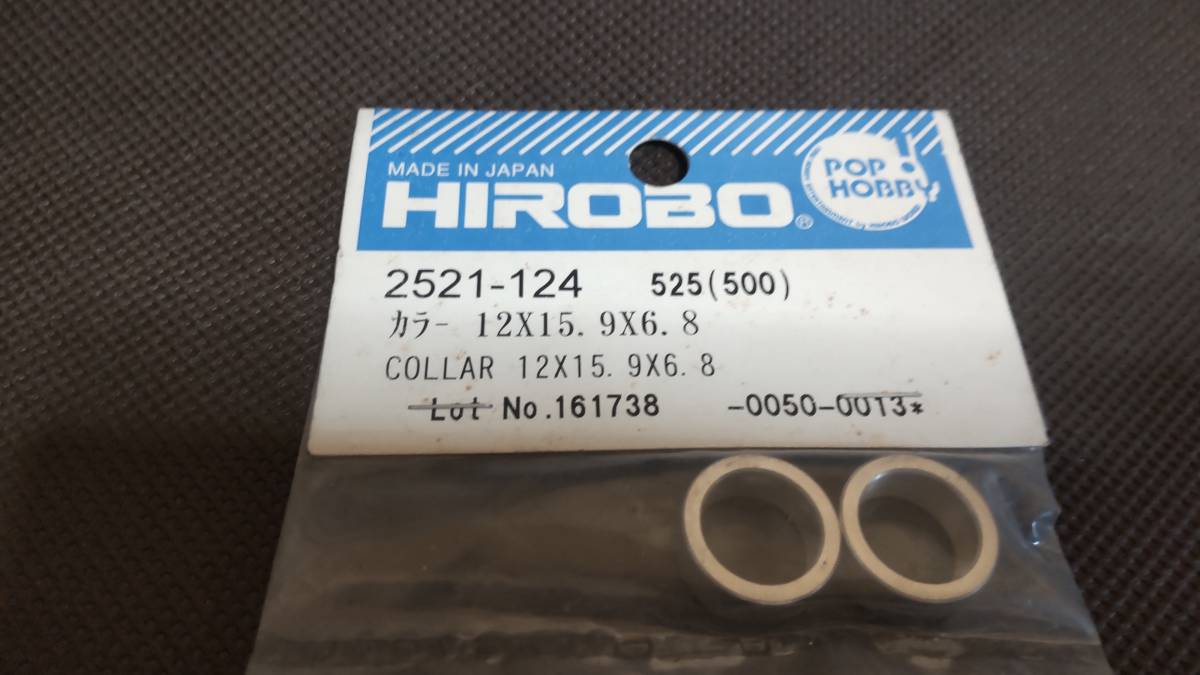 MADE IN JAPAN
HIROBO®
POP!
HOBBY
2521-124 525(500)
カラー 12X15.9X6.8
COLLAR 12X15.9X6.8
Lot No.161738 -0050-0013*